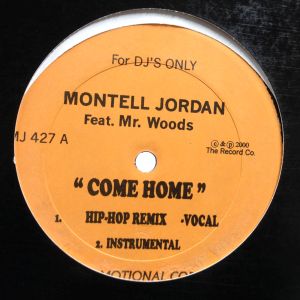 For DJ'S ONLY
MONTELL JORDAN
Feat. Mr. Woods
MJ 427 A
© & ℗ 2000
The Record Co.
" COME HOME "
1. HIP-HOP REMIX -VOCAL
2. INSTRUMENTAL